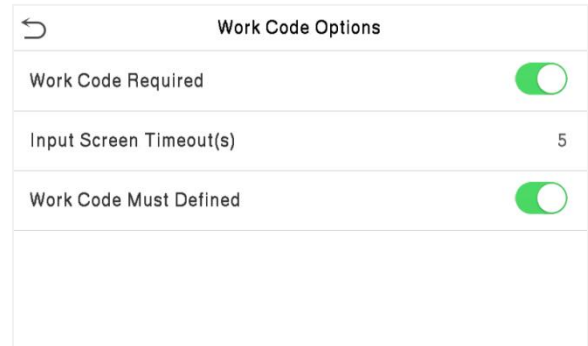 Work Code Options
Work Code Required
Input Screen Timeout(s) 5
Work Code Must Defined